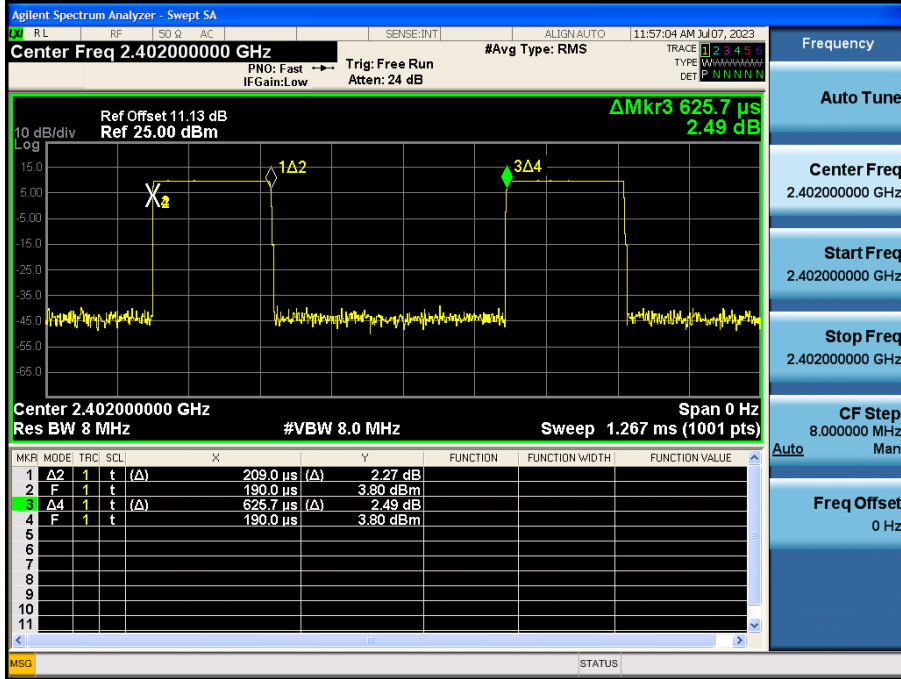 Agilent Spectrum Analyzer - Swept SA
LXI RL RF 50 Ω AC SENSE:INT ALIGN AUTO 11:57:04 AM Jul 07, 2023
Center Freq 2.402000000 GHz #Avg Type: RMS TRACE 1 2 3 4 5 6
PNO: Fast Trig: Free Run TYPE WWWWWW
IFGain:Low Atten: 24 dB DET P N N N N N
Frequency
ΔMkr3 625.7 µs
2.49 dB
Ref Offset 11.13 dB
10 dB/div Ref 25.00 dBm
Log
15.0
5.00
-5.00
-15.0
-25.0
-35.0
-45.0
-55.0
-65.0
1Δ2
3Δ4
Center 2.402000000 GHz Span 0 Hz
Res BW 8 MHz #VBW 8.0 MHz Sweep 1.267 ms (1001 pts)
MKR MODE TRC SCL X Y FUNCTION FUNCTION WIDTH FUNCTION VALUE
1 Δ2 1 t (Δ) 209.0 µs (Δ) 2.27 dB
2 F 1 t 190.0 µs 3.80 dBm
3 Δ4 1 t (Δ) 625.7 µs (Δ) 2.49 dB
4 F 1 t 190.0 µs 3.80 dBm
5
6
7
8
9
10
11
MSG STATUS
Auto Tune
Center Freq
2.402000000 GHz
Start Freq
2.402000000 GHz
Stop Freq
2.402000000 GHz
CF Step
8.000000 MHz
Auto Man
Freq Offset
0 Hz